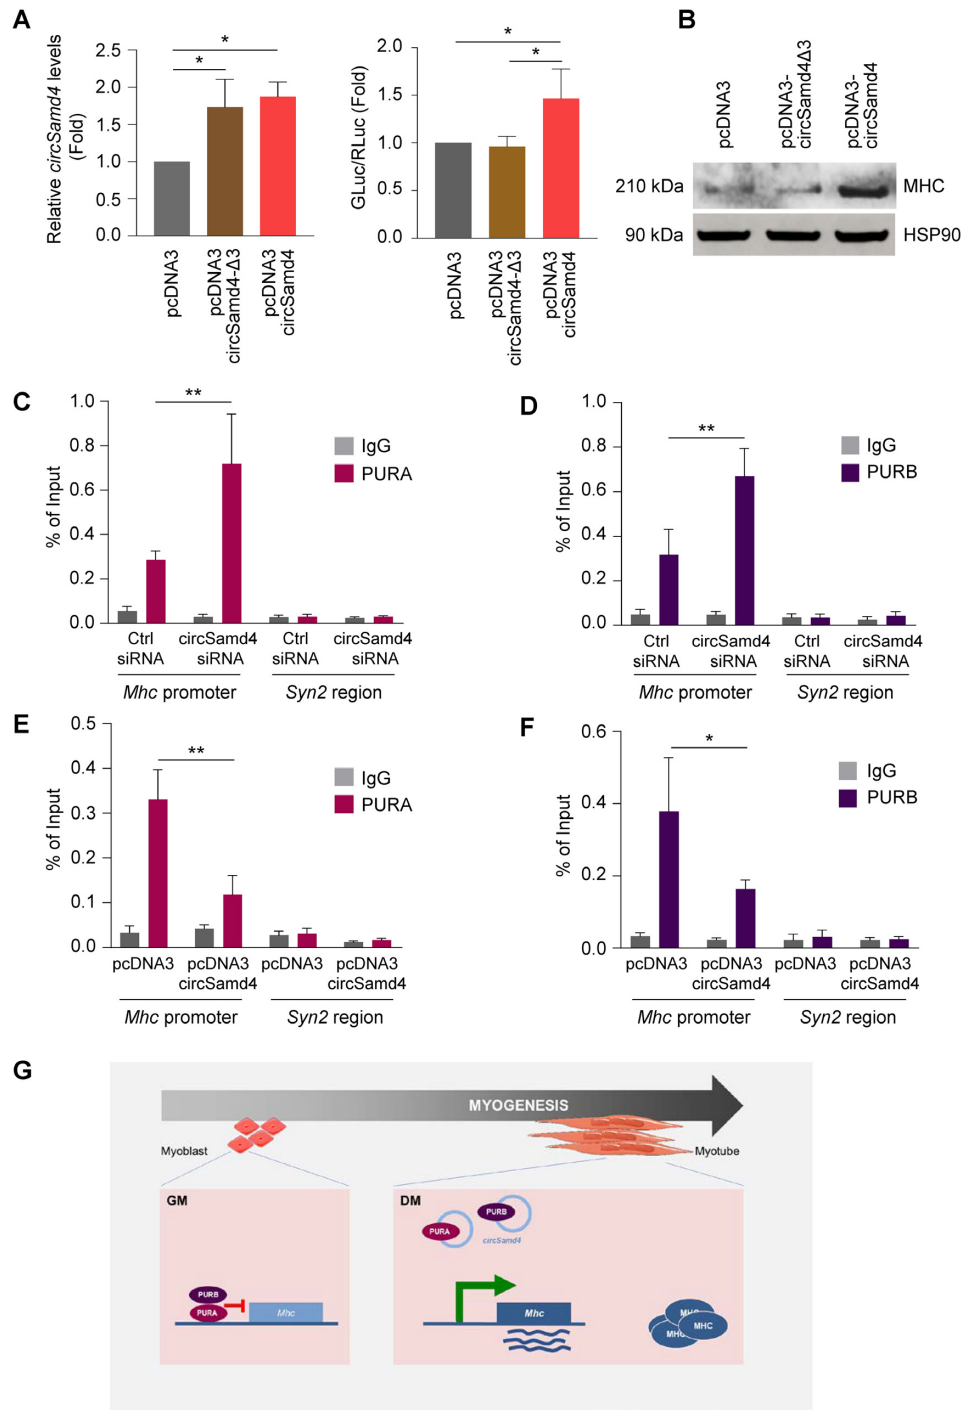 A
Relative circSamd4 levels
(Fold)
2.5
2.0
1.5
1.0
0.5
0.0
*
*
pcDNA3
pcDNA3
circSamd4-Δ3
pcDNA3
circSamd4
GLuc/RLuc (Fold)
2.0
1.5
1.0
0.5
0.0
*
*
pcDNA3
pcDNA3
circSamd4-Δ3
pcDNA3
circSamd4
B
pcDNA3
pcDNA3-
circSamd4Δ3
pcDNA3-
circSamd4
210 kDa
MHC
90 kDa
HSP90
C
% of Input
1.0
0.8
0.6
0.4
0.2
0.0
**
IgG
PURA
Ctrl
siRNA
circSamd4
siRNA
Ctrl
siRNA
circSamd4
siRNA
Mhc promoter
Syn2 region
D
% of Input
1.0
0.8
0.6
0.4
0.2
0.0
**
IgG
PURB
Ctrl
siRNA
circSamd4
siRNA
Ctrl
siRNA
circSamd4
siRNA
Mhc promoter
Syn2 region
E
% of Input
0.5
0.4
0.3
0.2
0.1
0.0
**
IgG
PURA
pcDNA3
pcDNA3
circSamd4
pcDNA3
pcDNA3
circSamd4
Mhc promoter
Syn2 region
F
% of Input
0.6
0.4
0.2
0.0
*
IgG
PURB
pcDNA3
pcDNA3
circSamd4
pcDNA3
pcDNA3
circSamd4
Mhc promoter
Syn2 region
G
MYOGENESIS
Myoblast
Myotube
GM
PURB
PURA
Mhc
DM
PURA
PURB
circSamd4
Mhc
MHC
MHC
MHC